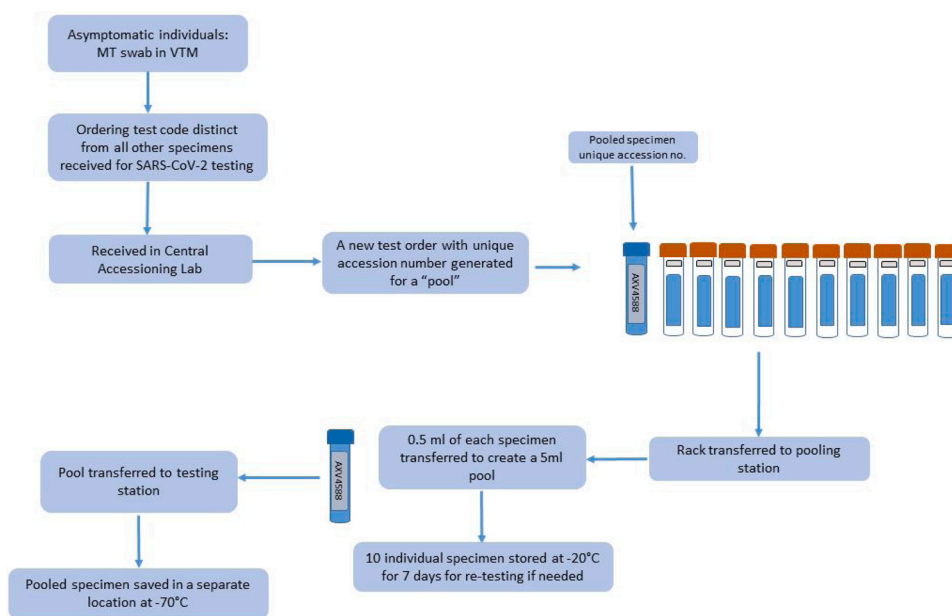 Asymptomatic individuals:
MT swab in VTM
Ordering test code distinct
from all other specimens
received for SARS-CoV-2 testing
Received in Central
Accessioning Lab
A new test order with unique
accession number generated
for a “pool”
Pooled specimen
unique accession no.
AXV4588
Rack transferred to pooling
station
0.5 ml of each specimen
transferred to create a 5ml
pool
10 individual specimen stored at -20°C
for 7 days for re-testing if needed
AXV4588
Pool transferred to testing
station
Pooled specimen saved in a separate
location at -70°C